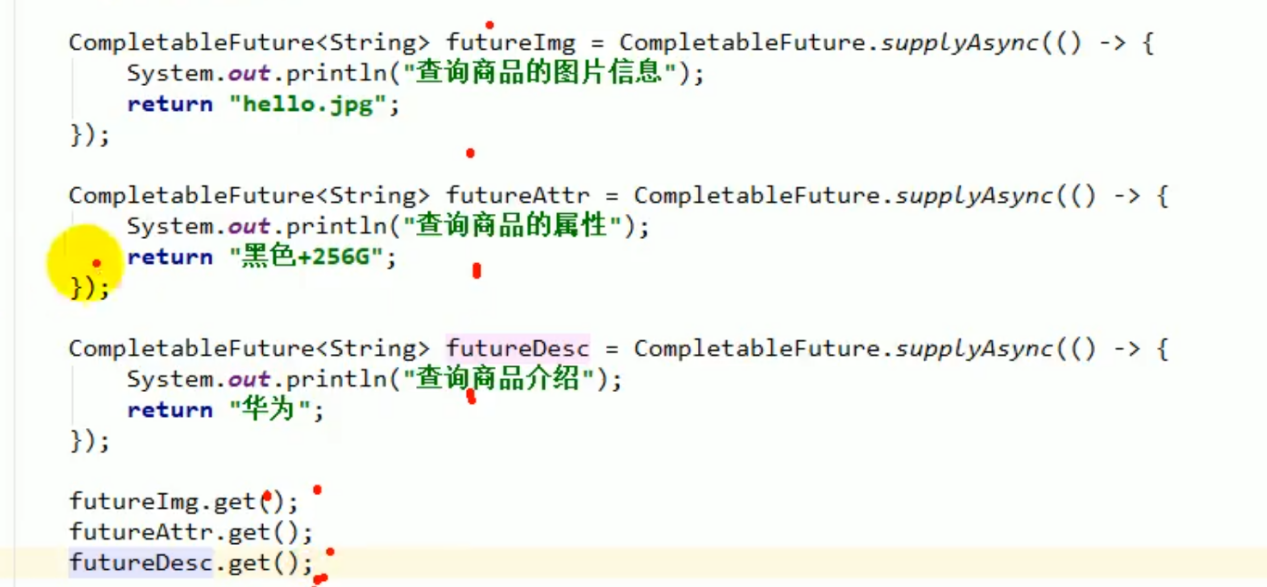 CompletableFuture<String> futureImg = CompletableFuture.supplyAsync(() -> {
    System.out.println("查询商品的图片信息");
    return "hello.jpg";
});
CompletableFuture<String> futureAttr = CompletableFuture.supplyAsync(() -> {
    System.out.println("查询商品的属性");
    return "黑色+256G";
});
CompletableFuture<String> futureDesc = CompletableFuture.supplyAsync(() -> {
    System.out.println("查询商品介绍");
    return "华为";
});
futureImg.get();
futureAttr.get();
futureDesc.get();